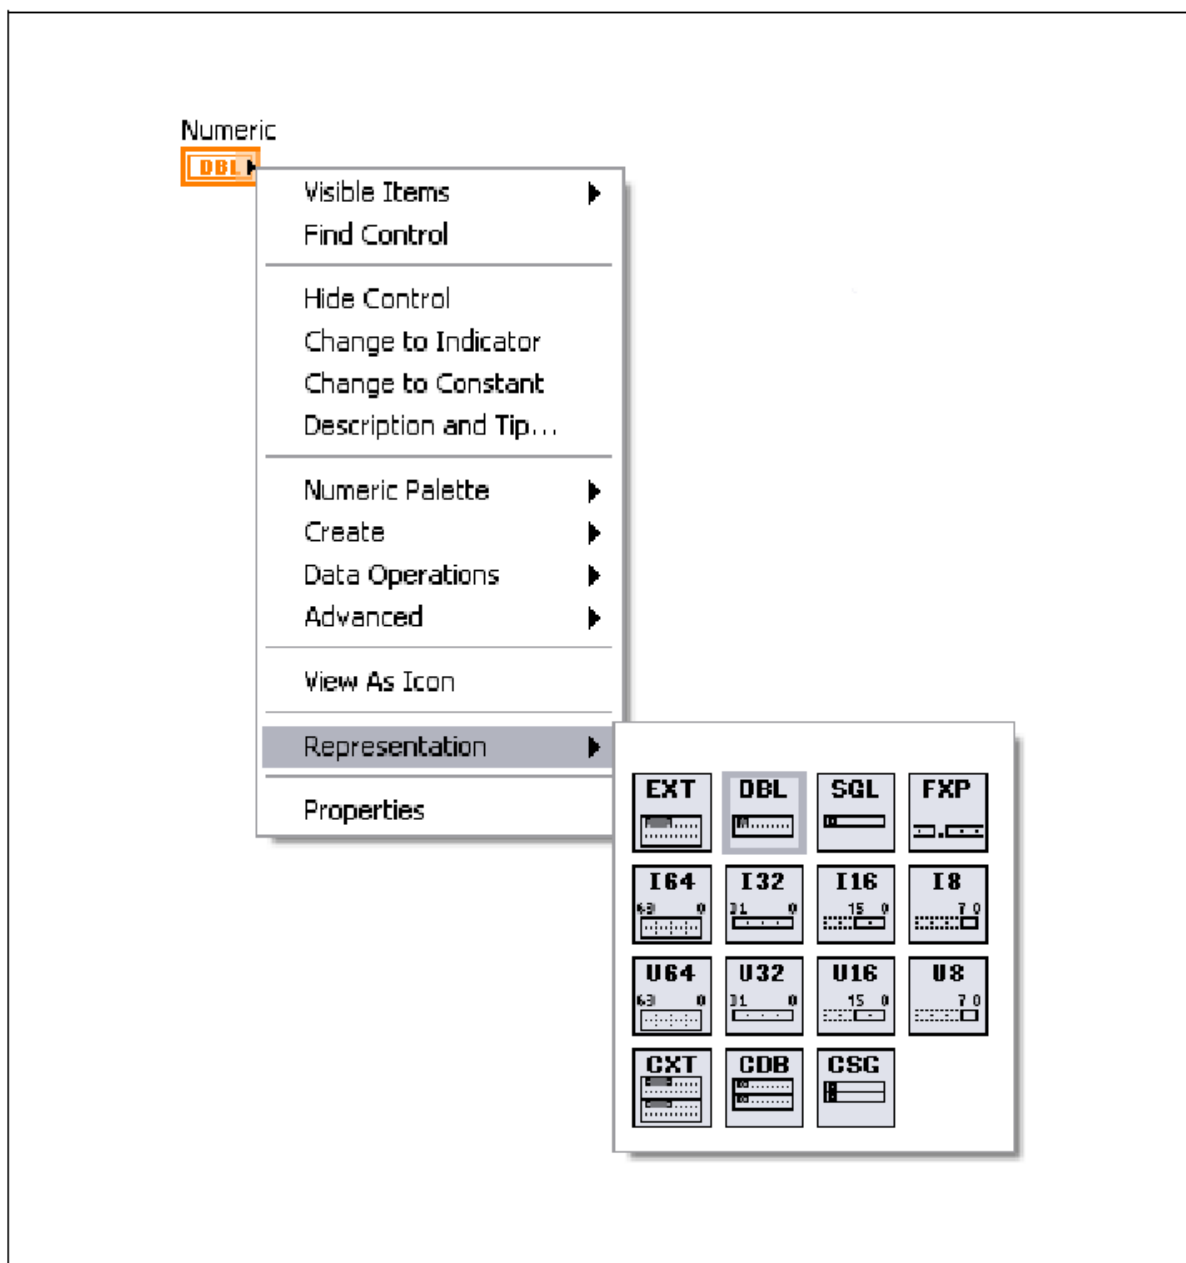 Numeric
DBL
Visible Items
Find Control
Hide Control
Change to Indicator
Change to Constant
Description and Tip...
Numeric Palette
Create
Data Operations
Advanced
View As Icon
Representation
Properties
EXT DBL SGL FXP
I64 I32 I16 I8
63 0 31 0 15 0 7 0
U64 U32 U16 U8
63 0 31 0 15 0 7 0
CXT CDB CSG